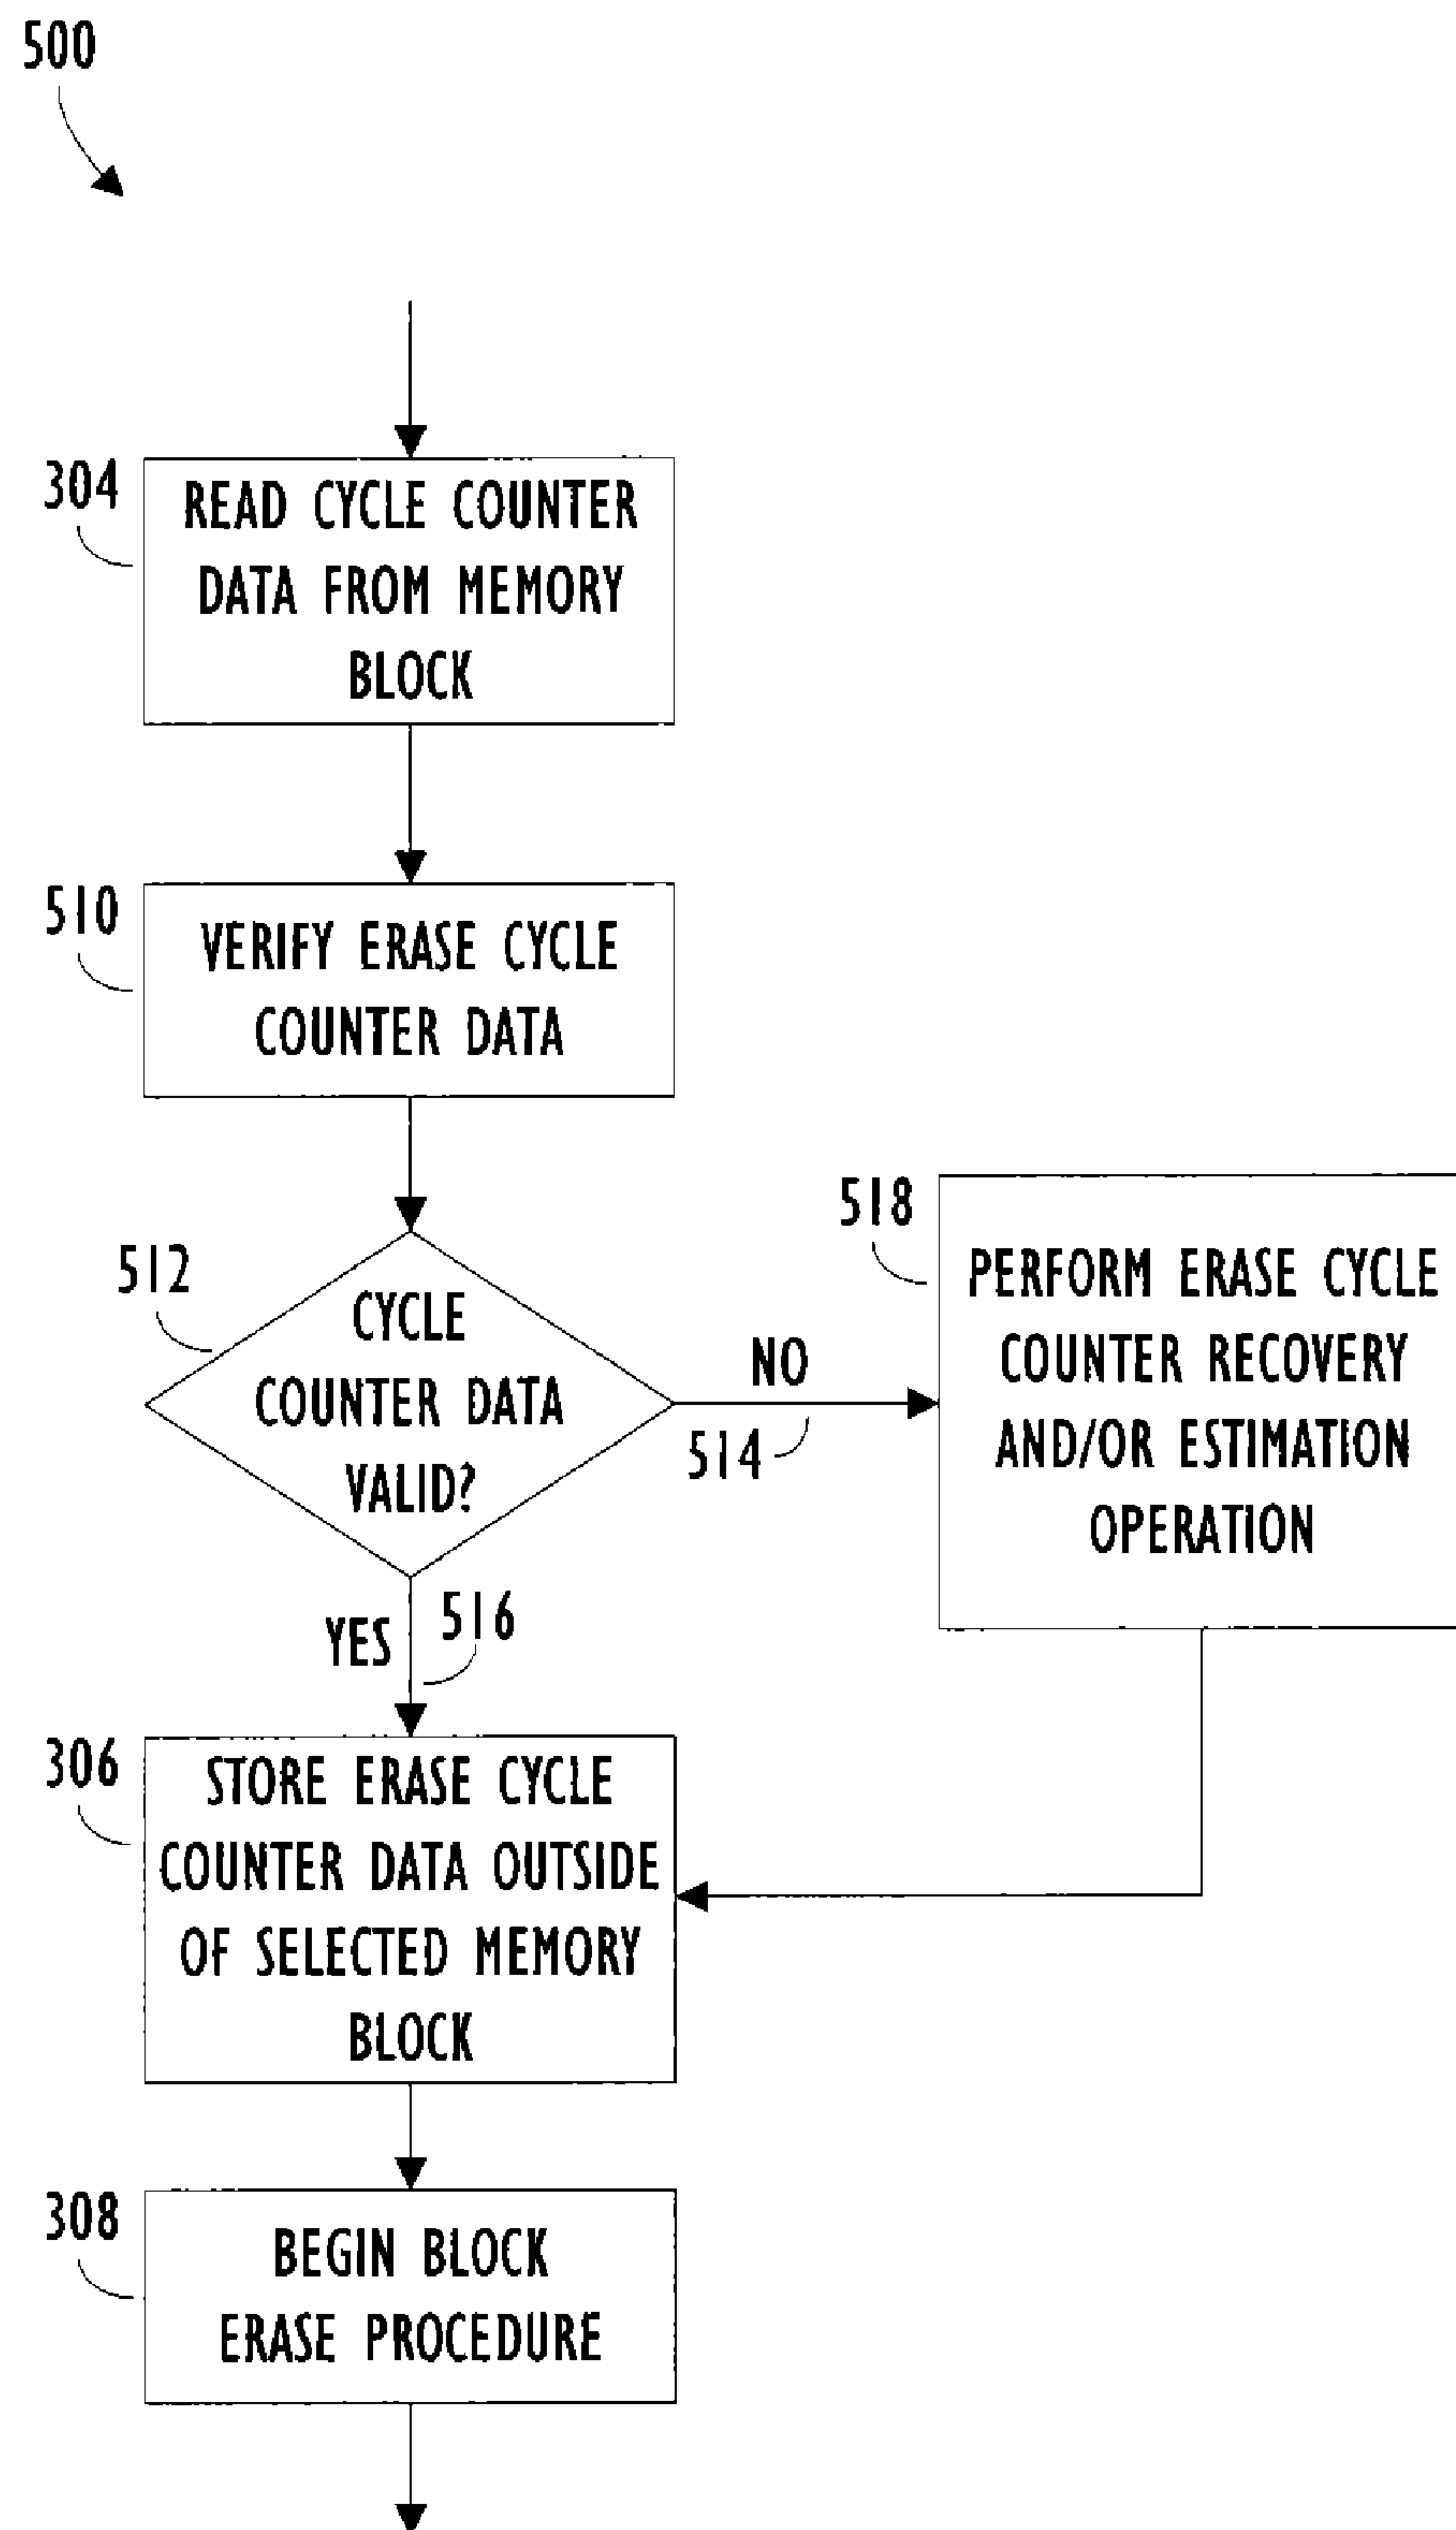 500
304
READ CYCLE COUNTER
DATA FROM MEMORY
BLOCK
510
VERIFY ERASE CYCLE
COUNTER DATA
512
CYCLE
COUNTER DATA
VALID?
NO
514
518
PERFORM ERASE CYCLE
COUNTER RECOVERY
AND/OR ESTIMATION
OPERATION
YES
516
306
STORE ERASE CYCLE
COUNTER DATA OUTSIDE
OF SELECTED MEMORY
BLOCK
308
BEGIN BLOCK
ERASE PROCEDURE